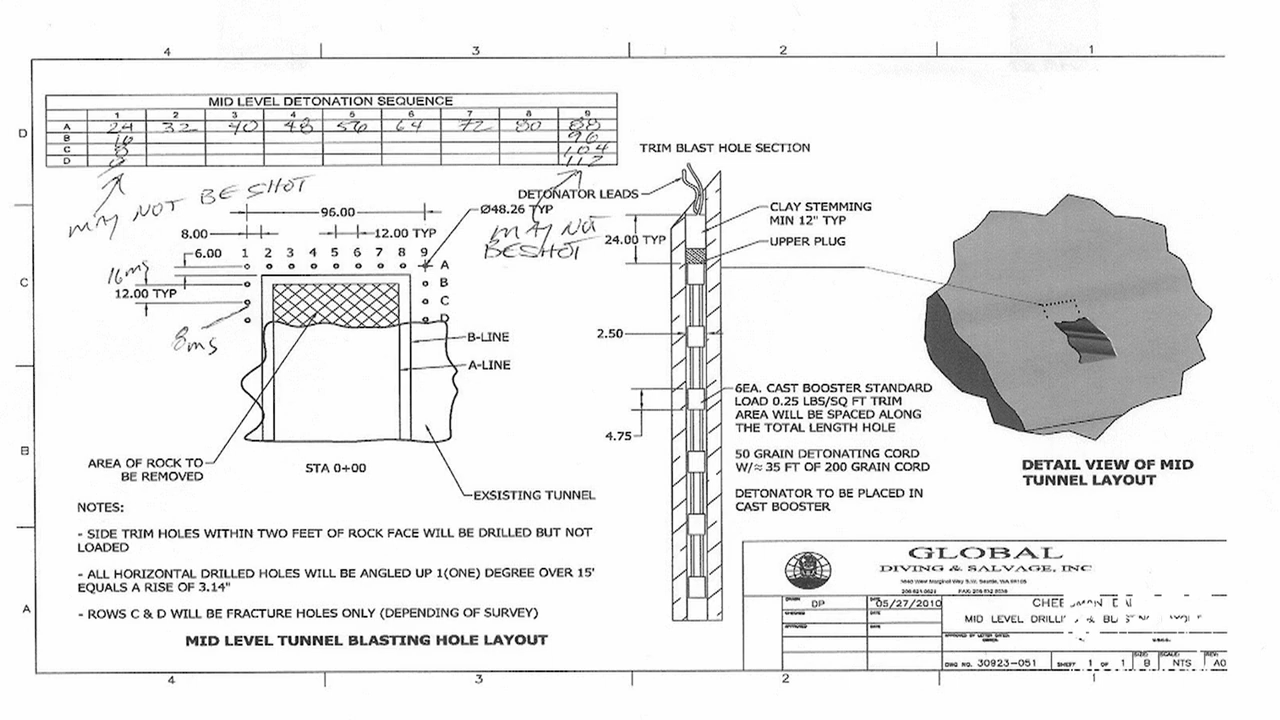 4 3 2 1
D
C
B
A
MID LEVEL DETONATION SEQUENCE
1 2 3 4 5 6 7 8 9
A 24 32 40 48 56 64 72 80 88
B 16 96
C 8 104
D 112
MAY NOT BE SHOT
MAY NOT
BE SHOT
TRIM BLAST HOLE SECTION
DETONATOR LEADS
CLAY STEMMING
MIN 12" TYP
UPPER PLUG
24.00 TYP
2.50
4.75
96.00
Ø48.26 TYP
8.00
12.00 TYP
6.00
1 2 3 4 5 6 7 8 9 A
B
C
D
16ms
12.00 TYP
8ms
B-LINE
A-LINE
AREA OF ROCK TO
BE REMOVED
STA 0+00
EXSISTING TUNNEL
6EA. CAST BOOSTER STANDARD
LOAD 0.25 LBS/SQ FT TRIM
AREA WILL BE SPACED ALONG
THE TOTAL LENGTH HOLE
50 GRAIN DETONATING CORD
W/≈ 35 FT OF 200 GRAIN CORD
DETONATOR TO BE PLACED IN
CAST BOOSTER
DETAIL VIEW OF MID
TUNNEL LAYOUT
NOTES:
- SIDE TRIM HOLES WITHIN TWO FEET OF ROCK FACE WILL BE DRILLED BUT NOT
LOADED
- ALL HORIZONTAL DRILLED HOLES WILL BE ANGLED UP 1(ONE) DEGREE OVER 15'
EQUALS A RISE OF 3.14"
- ROWS C & D WILL BE FRACTURE HOLES ONLY (DEPENDING OF SURVEY)
MID LEVEL TUNNEL BLASTING HOLE LAYOUT
GLOBAL
DIVING & SALVAGE, INC
DRAWN DP DATE 05/27/2010
CHECKED
APPROVED
MID LEVEL
DWG NO. 30923-051 SHEET 1 OF 1 SIZE: B SCALE: NTS REV: A0
4 3 2 1